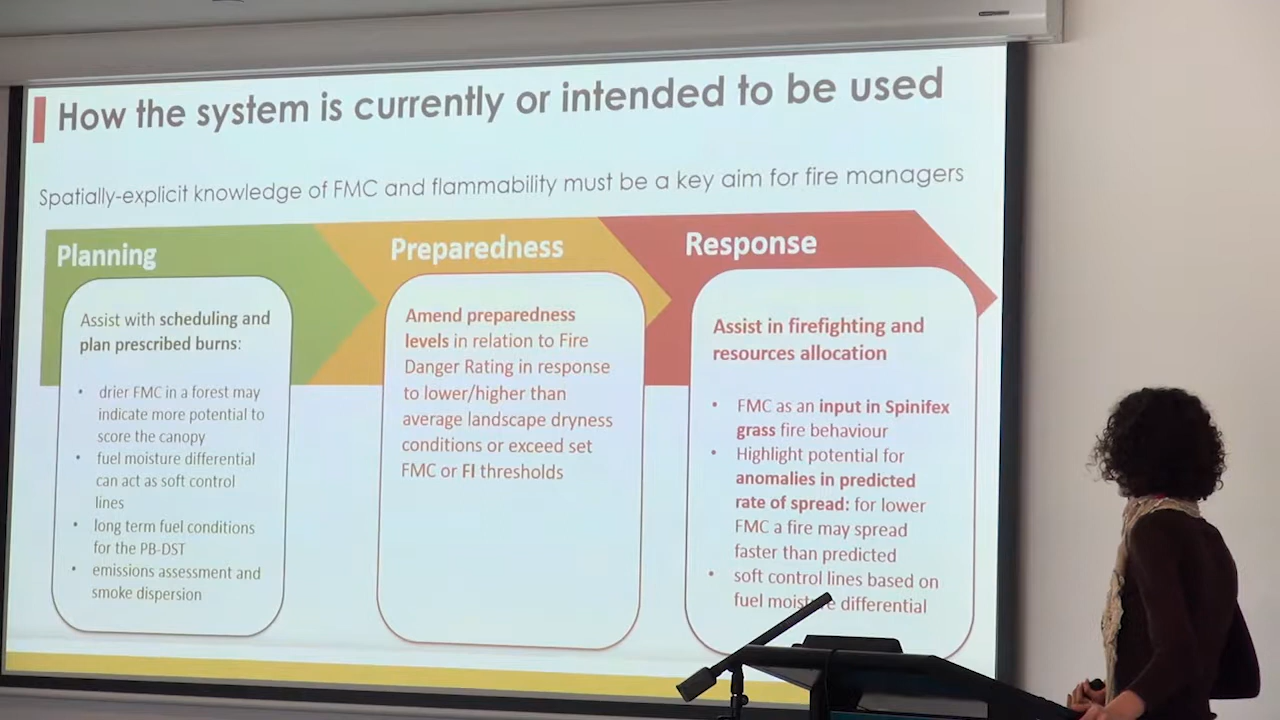 How the system is currently or intended to be used
Spatially-explicit knowledge of FMC and flammability must be a key aim for fire managers
Planning
Assist with scheduling and
plan prescribed burns:
• drier FMC in a forest may
indicate more potential to
score the canopy
• fuel moisture differential
can act as soft control
lines
• long term fuel conditions
for the PB-DST
• emissions assessment and
smoke dispersion
Preparedness
Amend preparedness
levels in relation to Fire
Danger Rating in response
to lower/higher than
average landscape dryness
conditions or exceed set
FMC or FI thresholds
Response
Assist in firefighting and
resources allocation
• FMC as an input in Spinifex
grass fire behaviour
• Highlight potential for
anomalies in predicted
rate of spread: for lower
FMC a fire may spread
faster than predicted
• soft control lines based on
fuel moisture differential